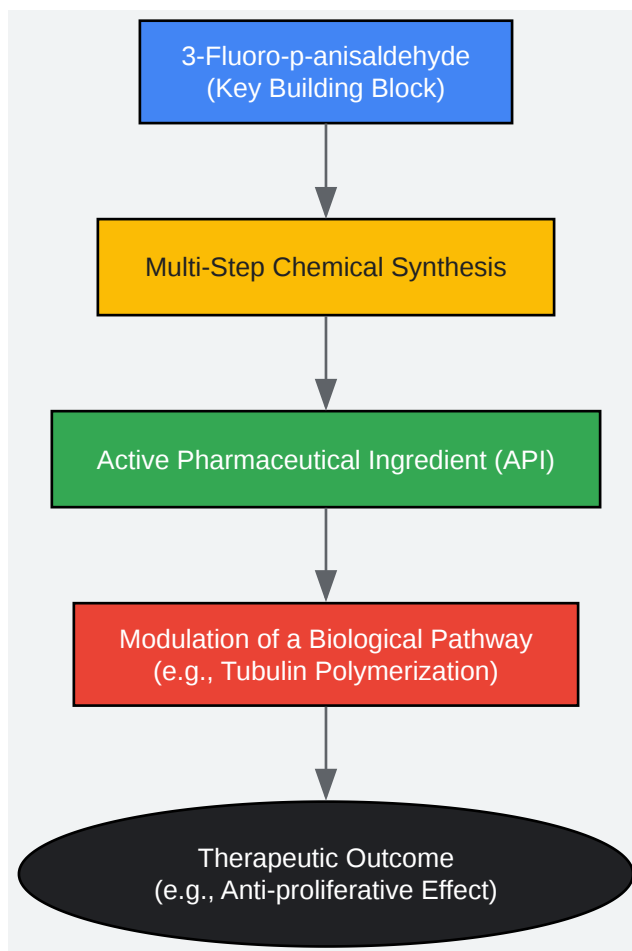 3-Fluoro-p-anisaldehyde
(Key Building Block)
Multi-Step Chemical Synthesis
Active Pharmaceutical Ingredient (API)
Modulation of a Biological Pathway
(e.g., Tubulin Polymerization)
Therapeutic Outcome
(e.g., Anti-proliferative Effect)